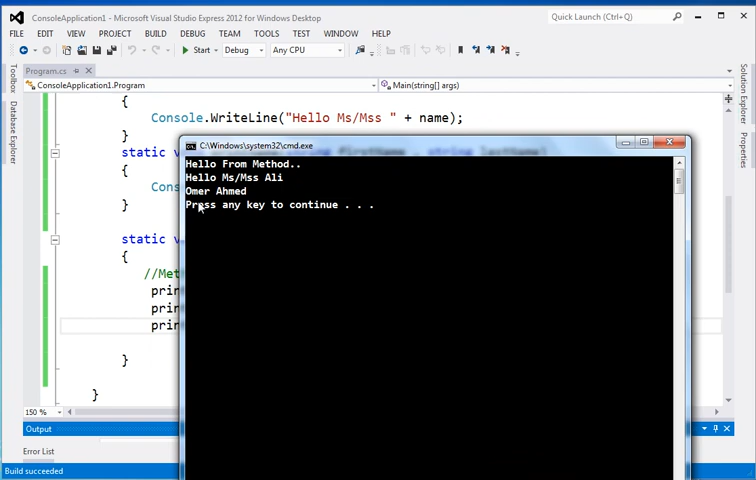 ConsoleApplication1 - Microsoft Visual Studio Express 2012 for Windows Desktop
Quick Launch (Ctrl+Q)
FILE EDIT VIEW PROJECT BUILD DEBUG TEAM TOOLS TEST WINDOW HELP
Start Debug Any CPU
Program.cs
ConsoleApplication1.Program
Main(string[] args)
Toolbox
Database Explorer
Solution Explorer
Properties
{
Console.WriteLine("Hello Ms/Mss " + name);
}
static v
(string firstName , string lastName)
{
Cons
}
static v
{
//Met
prin
prin
prin
}
}
C:\Windows\system32\cmd.exe
Hello From Method..
Hello Ms/Mss Ali
Omer Ahmed
Press any key to continue . . .
150 %
Output
Error List
Build succeeded